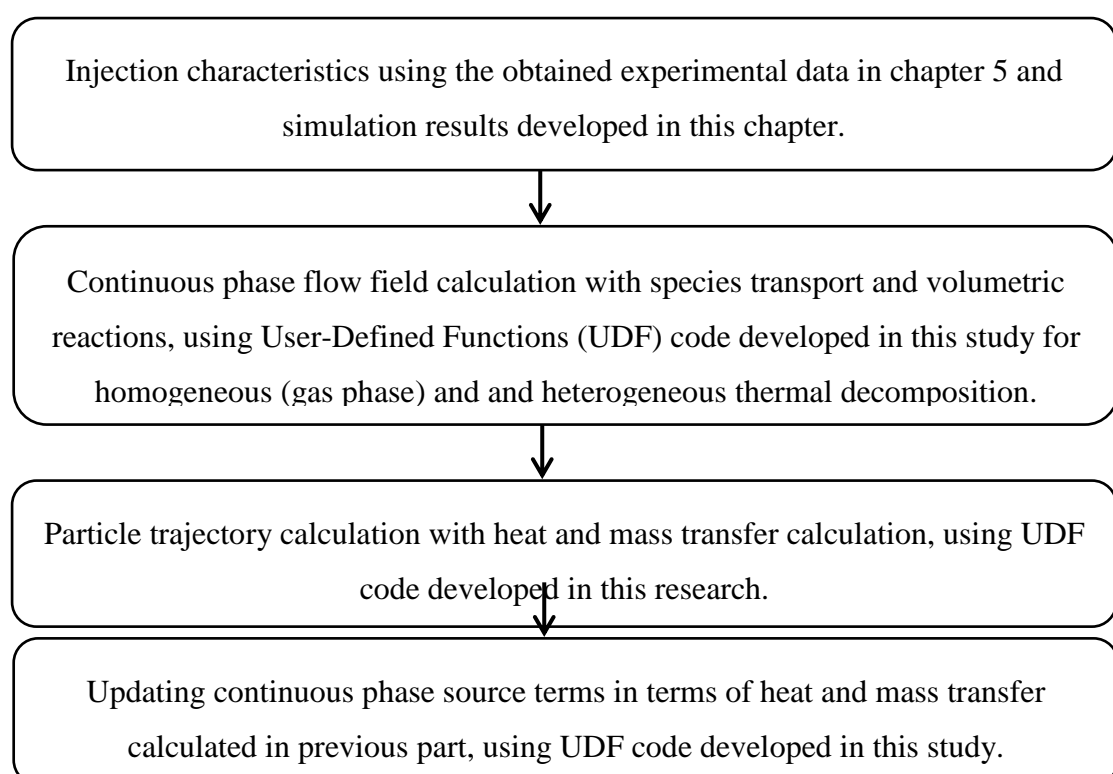 Injection characteristics using the obtained experimental data in chapter 5 and
simulation results developed in this chapter.
Continuous phase flow field calculation with species transport and volumetric
reactions, using User-Defined Functions (UDF) code developed in this study for
homogeneous (gas phase) and and heterogeneous thermal decomposition.
Particle trajectory calculation with heat and mass transfer calculation, using UDF
code developed in this research.
Updating continuous phase source terms in terms of heat and mass transfer
calculated in previous part, using UDF code developed in this study.